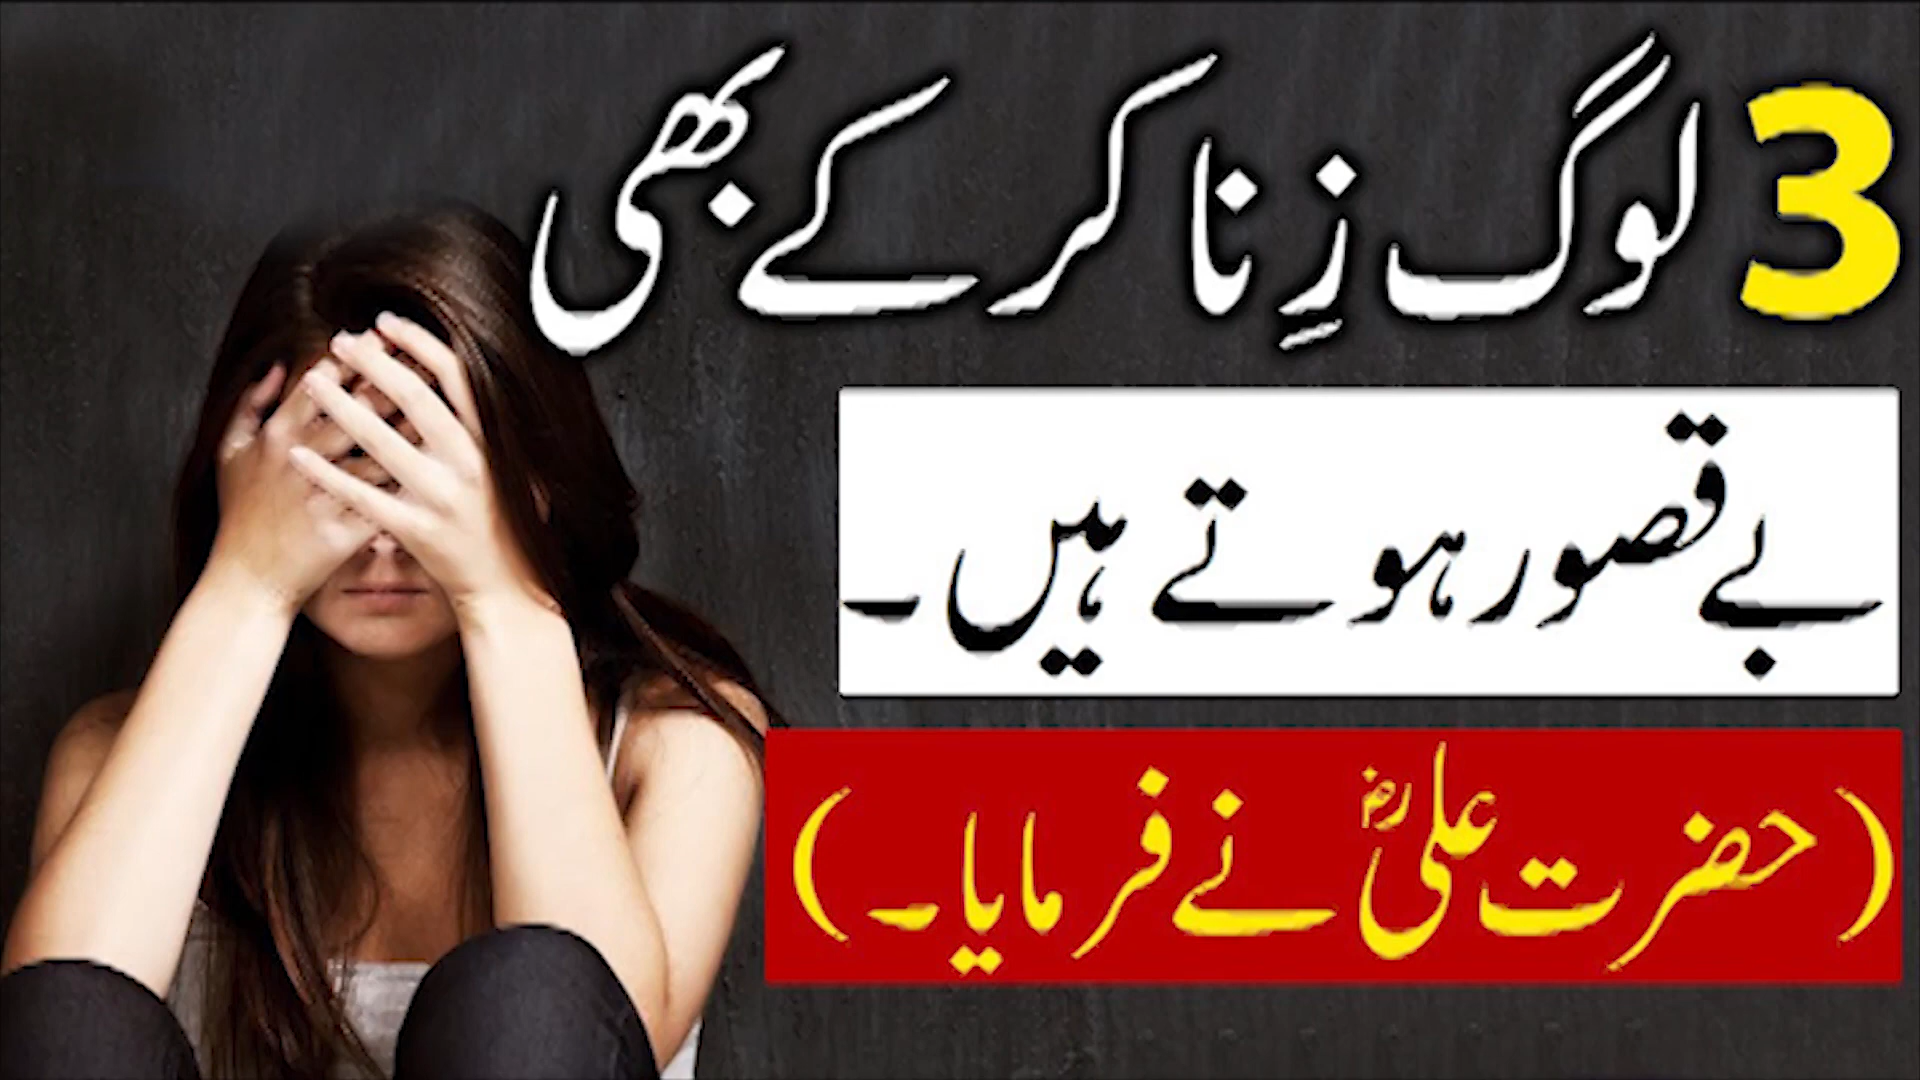 3 لوگ زِنا کر کے بھی
بے قصور ہوتے ہیں۔
(حضرت علیؓ نے فرمایا۔)